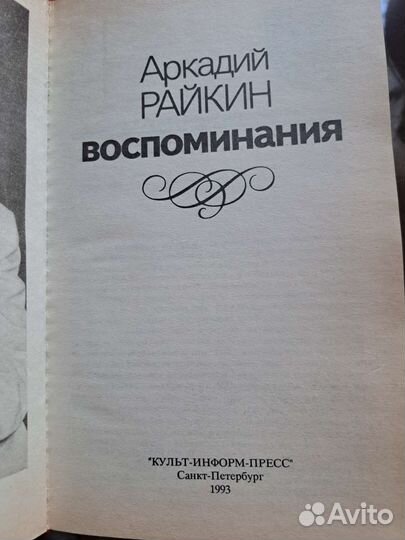 Аркадий
РАЙКИН
ВОСПОМИНАНИЯ
"КУЛЬТ-ИНФОРМ-ПРЕСС"
Санкт-Петербург
1993
Avito